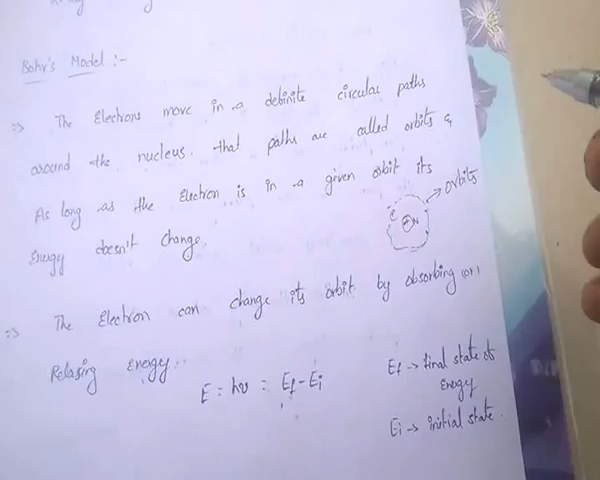 Bohr's Model :-
⇒ The Electrons move in a definite circular paths
around the nucleus. that paths are called orbits &
As long as the Electron is in a given orbit its
Energy doesn't change.
e
+N
→ orbits
⇒ The Electron can change its orbit by absorbing (or)
Relasing energy..
E = hυ = Ef - Ei
Ef → final state of
Energy
Ei → initial state.